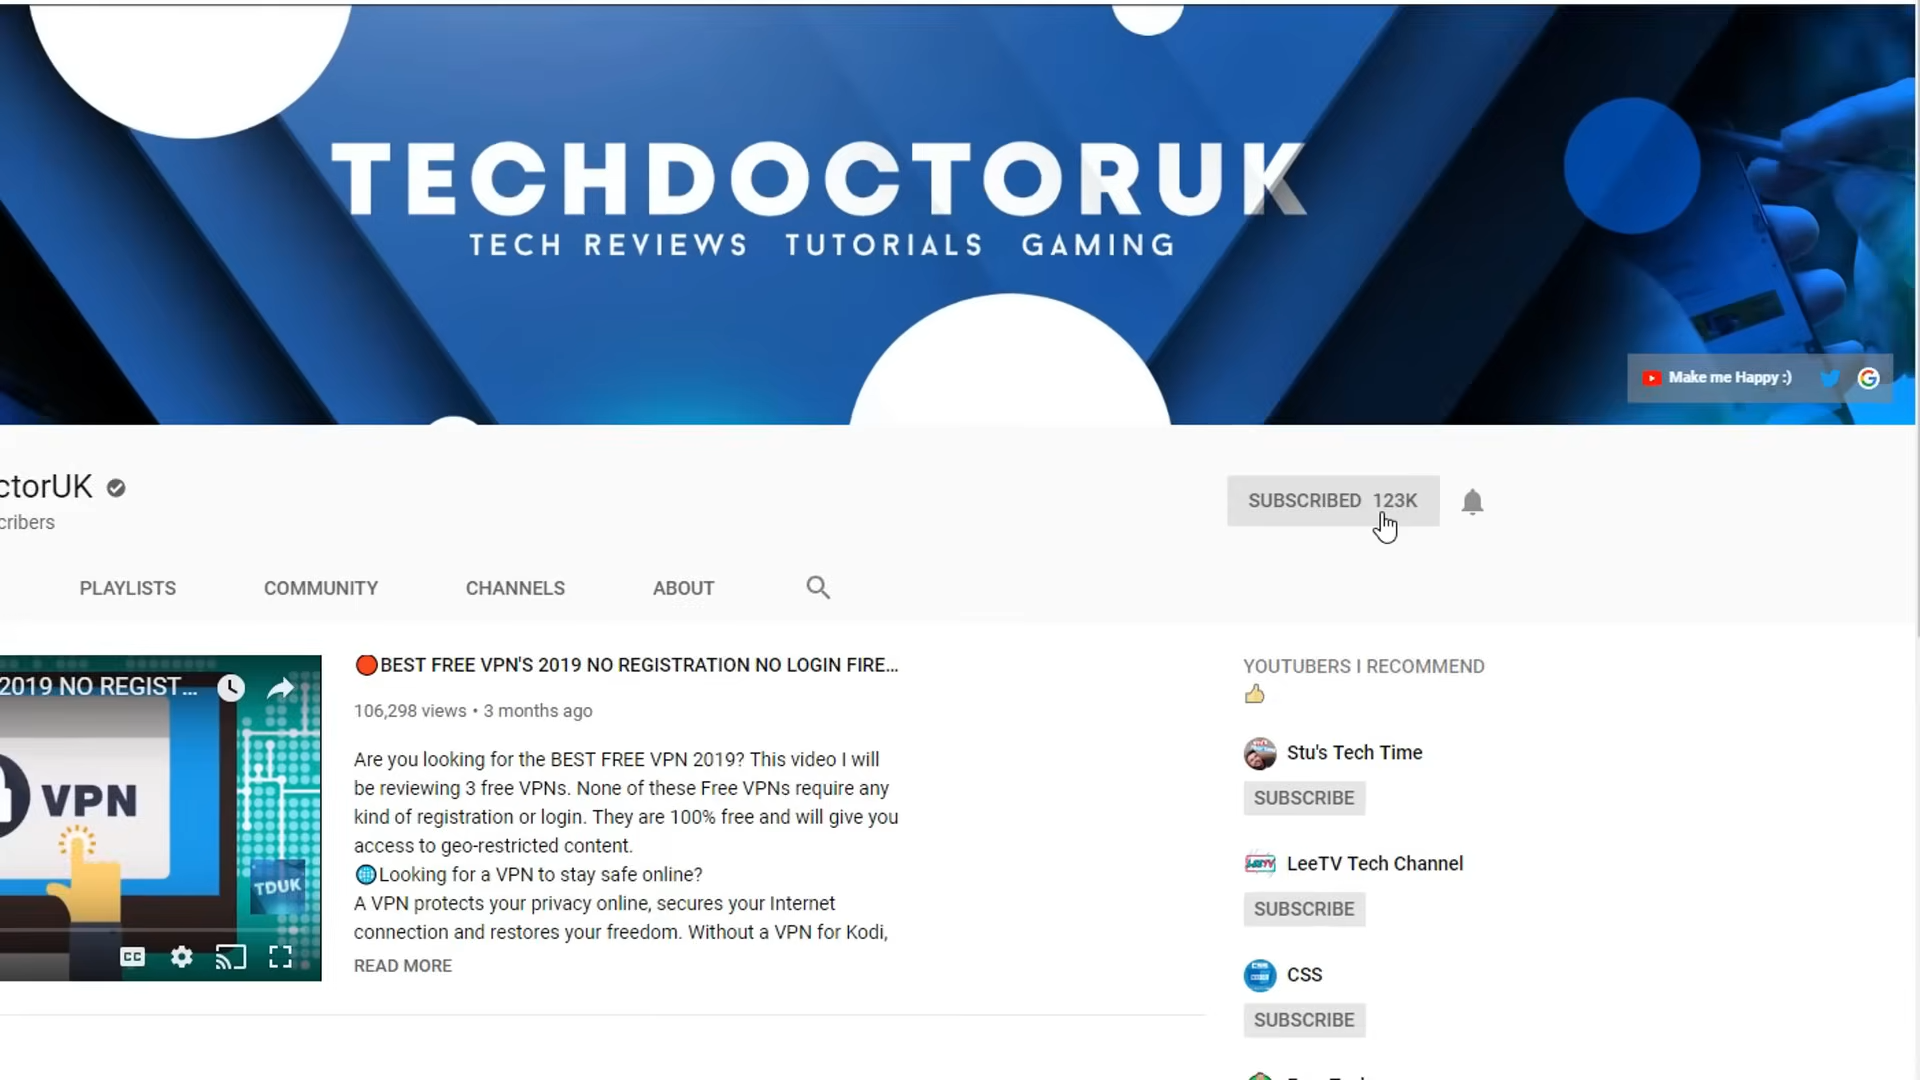 TECHDOCTORUK
TECH REVIEWS TUTORIALS GAMING
Make me Happy :)
ctorUK
cribers
SUBSCRIBED 123K
PLAYLISTS COMMUNITY CHANNELS ABOUT
2019 NO REGIST...
VPN
TDUK
CC
BEST FREE VPN'S 2019 NO REGISTRATION NO LOGIN FIRE...
106,298 views • 3 months ago
Are you looking for the BEST FREE VPN 2019? This video I will
be reviewing 3 free VPNs. None of these Free VPNs require any
kind of registration or login. They are 100% free and will give you
access to geo-restricted content.
Looking for a VPN to stay safe online?
A VPN protects your privacy online, secures your Internet
connection and restores your freedom. Without a VPN for Kodi,
READ MORE
YOUTUBERS I RECOMMEND
Stu's Tech Time
SUBSCRIBE
LeeTV Tech Channel
SUBSCRIBE
CSS
SUBSCRIBE